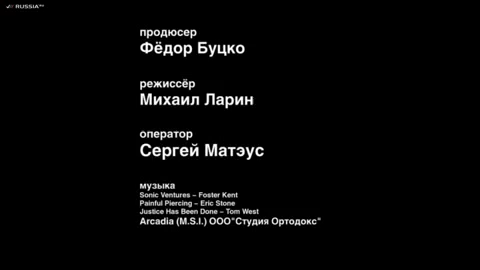 RUSSIA
продюсер
Фёдор Буцко
режиссёр
Михаил Ларин
оператор
Сергей Матэус
музыка
Sonic Ventures – Foster Kent
Painful Piercing – Eric Stone
Justice Has Been Done – Tom West
Arcadia (M.S.I.) ООО"Студия Ортодокс"